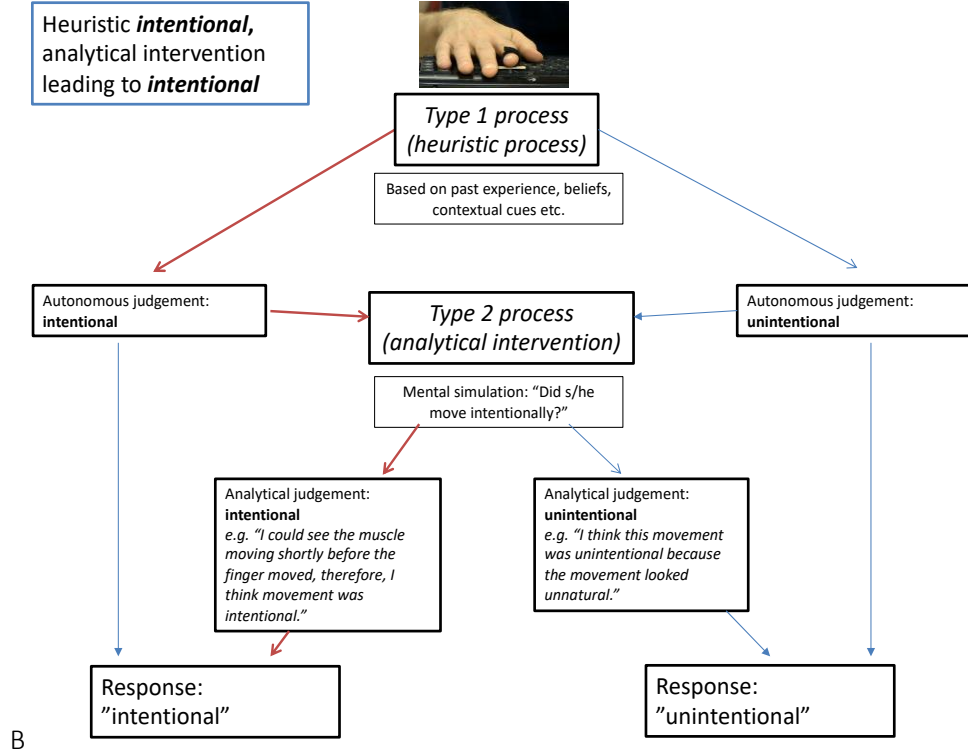 Heuristic intentional,
analytical intervention
leading to intentional
Type 1 process
(heuristic process)
Based on past experience, beliefs,
contextual cues etc.
Autonomous judgement:
intentional
Type 2 process
(analytical intervention)
Autonomous judgement:
unintentional
Mental simulation: “Did s/he
move intentionally?”
Analytical judgement:
intentional
e.g. “I could see the muscle
moving shortly before the
finger moved, therefore, I
think movement was
intentional.”
Analytical judgement:
unintentional
e.g. “I think this movement
was unintentional because
the movement looked
unnatural.”
Response:
”intentional”
Response:
”unintentional”
B